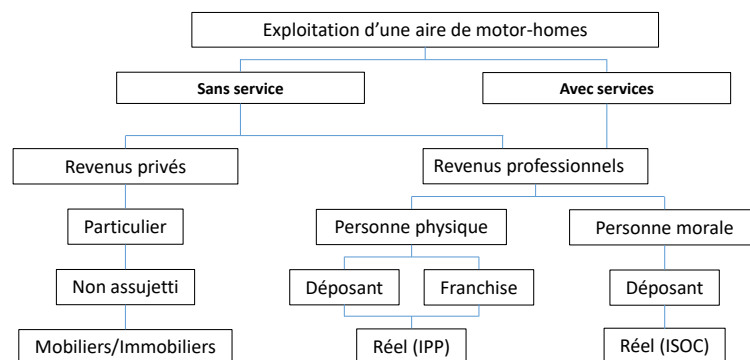 Exploitation d’une aire de motor-homes
Sans service
Avec services
Revenus privés
Revenus professionnels
Particulier
Personne physique
Personne morale
Non assujetti
Déposant
Franchise
Déposant
Mobiliers/Immobiliers
Réel (IPP)
Réel (ISOC)